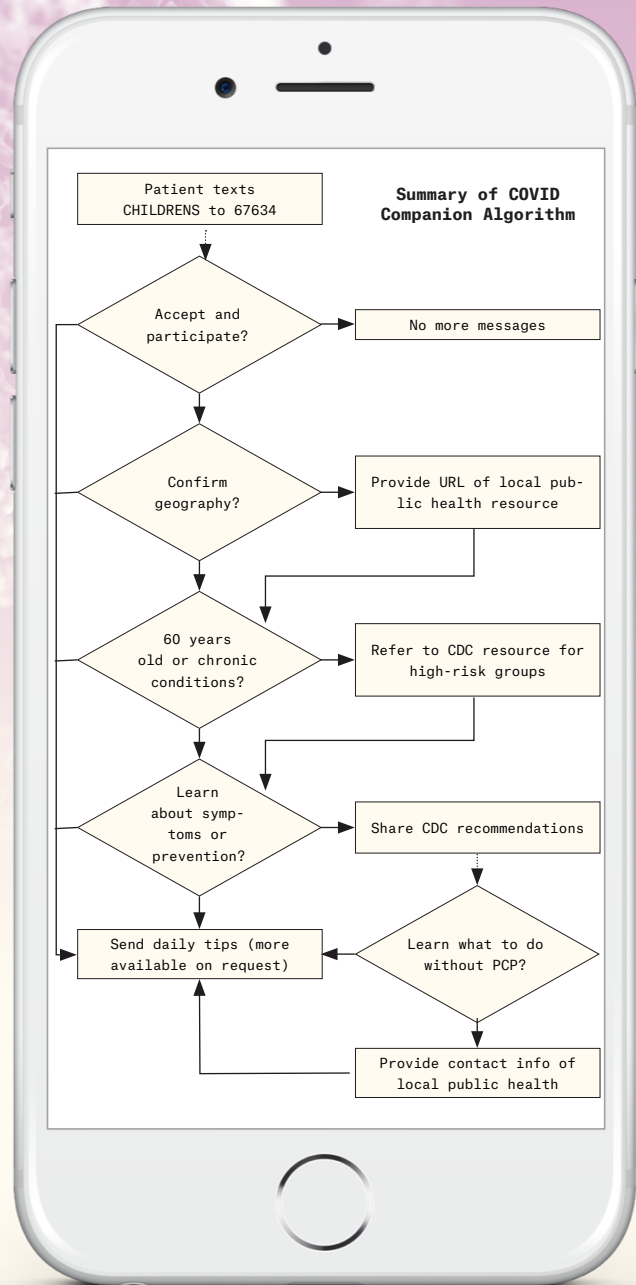 Patient texts
CHILDRENS to 67634
Summary of COVID
Companion Algorithm
Accept and
participate?
No more messages
Confirm
geography?
Provide URL of local pub-
lic health resource
60 years
old or chronic
conditions?
Refer to CDC resource for
high-risk groups
Learn
about symp-
toms or
prevention?
Share CDC recommendations
Send daily tips (more
available on request)
Learn what to do
without PCP?
Provide contact info of
local public health